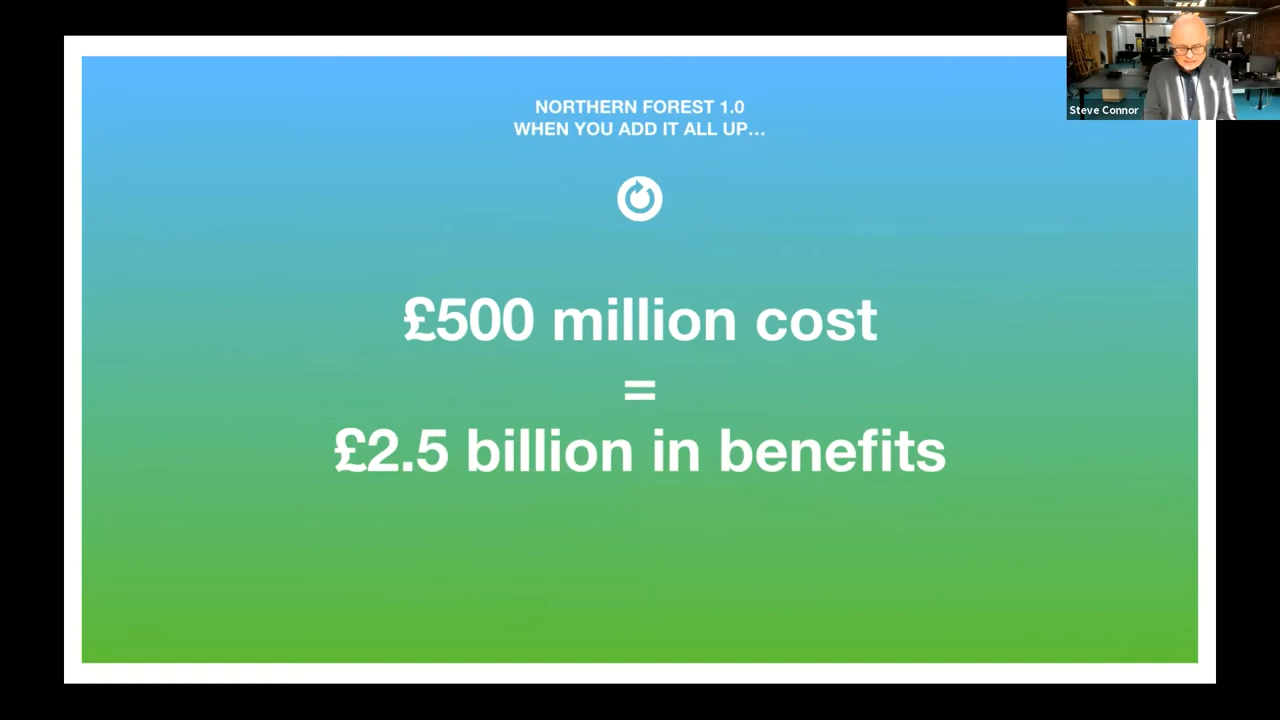 NORTHERN FOREST 1.0
WHEN YOU ADD IT ALL UP...
£500 million cost
=
£2.5 billion in benefits
Steve Connor